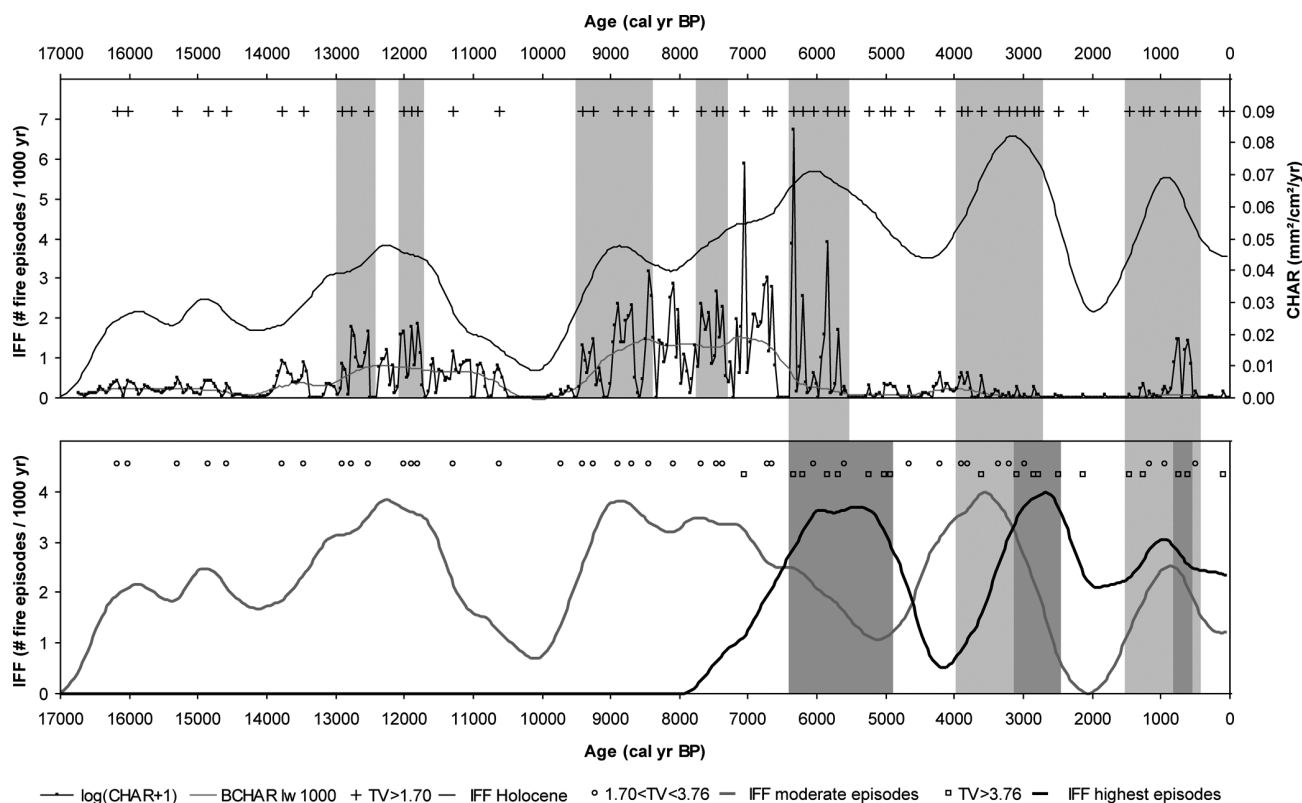 Age (cal yr BP)
17000 16000 15000 14000 13000 12000 11000 10000 9000 8000 7000 6000 5000 4000 3000 2000 1000 0
IFF (# fire episodes / 1000 yr)
7
6
5
4
3
2
1
0
0.09
0.08
0.07
0.06
0.05
0.04
0.03
0.02
0.01
0.00
CHAR (mm²/cm²/yr)
IFF (# fire episodes / 1000 yr)
4
3
2
1
0
17000 16000 15000 14000 13000 12000 11000 10000 9000 8000 7000 6000 5000 4000 3000 2000 1000 0
Age (cal yr BP)
log(CHAR+1) BCHAR lw 1000 + TV>1.70 IFF Holocene 1.70<TV<3.76 IFF moderate episodes TV>3.76 IFF highest episodes